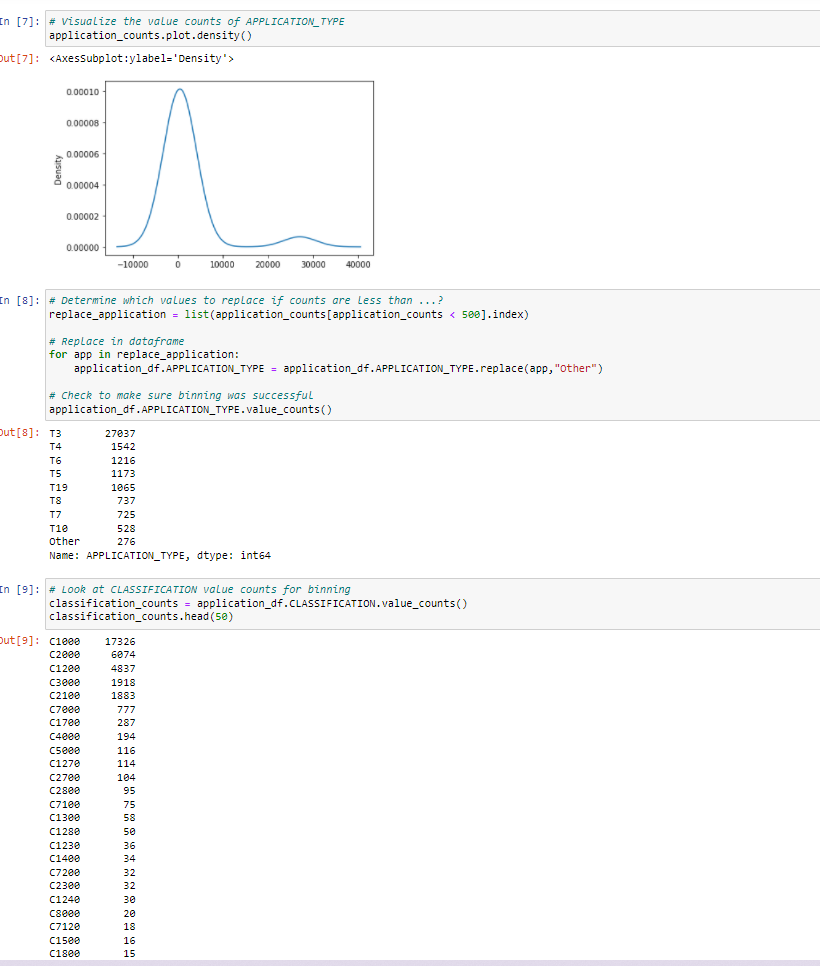 In [7]: # Visualize the value counts of APPLICATION_TYPE
application_counts.plot.density()
Out[7]: <AxesSubplot:ylabel='Density'>
0.00010
0.00008
0.00006
0.00004
0.00002
0.00000
Density
−10000 0 10000 20000 30000 40000
In [8]: # Determine which values to replace if counts are less than ...?
replace_application = list(application_counts[application_counts < 500].index)
# Replace in dataframe
for app in replace_application:
application_df.APPLICATION_TYPE = application_df.APPLICATION_TYPE.replace(app,"Other")
# Check to make sure binning was successful
application_df.APPLICATION_TYPE.value_counts()
Out[8]: T3 27037
T4 1542
T6 1216
T5 1173
T19 1065
T8 737
T7 725
T10 528
Other 276
Name: APPLICATION_TYPE, dtype: int64
In [9]: # Look at CLASSIFICATION value counts for binning
classification_counts = application_df.CLASSIFICATION.value_counts()
classification_counts.head(50)
Out[9]: C1000 17326
C2000 6074
C1200 4837
C3000 1918
C2100 1883
C7000 777
C1700 287
C4000 194
C5000 116
C1270 114
C2700 104
C2800 95
C7100 75
C1300 58
C1280 50
C1230 36
C1400 34
C7200 32
C2300 32
C1240 30
C8000 20
C7120 18
C1500 16
C1800 15